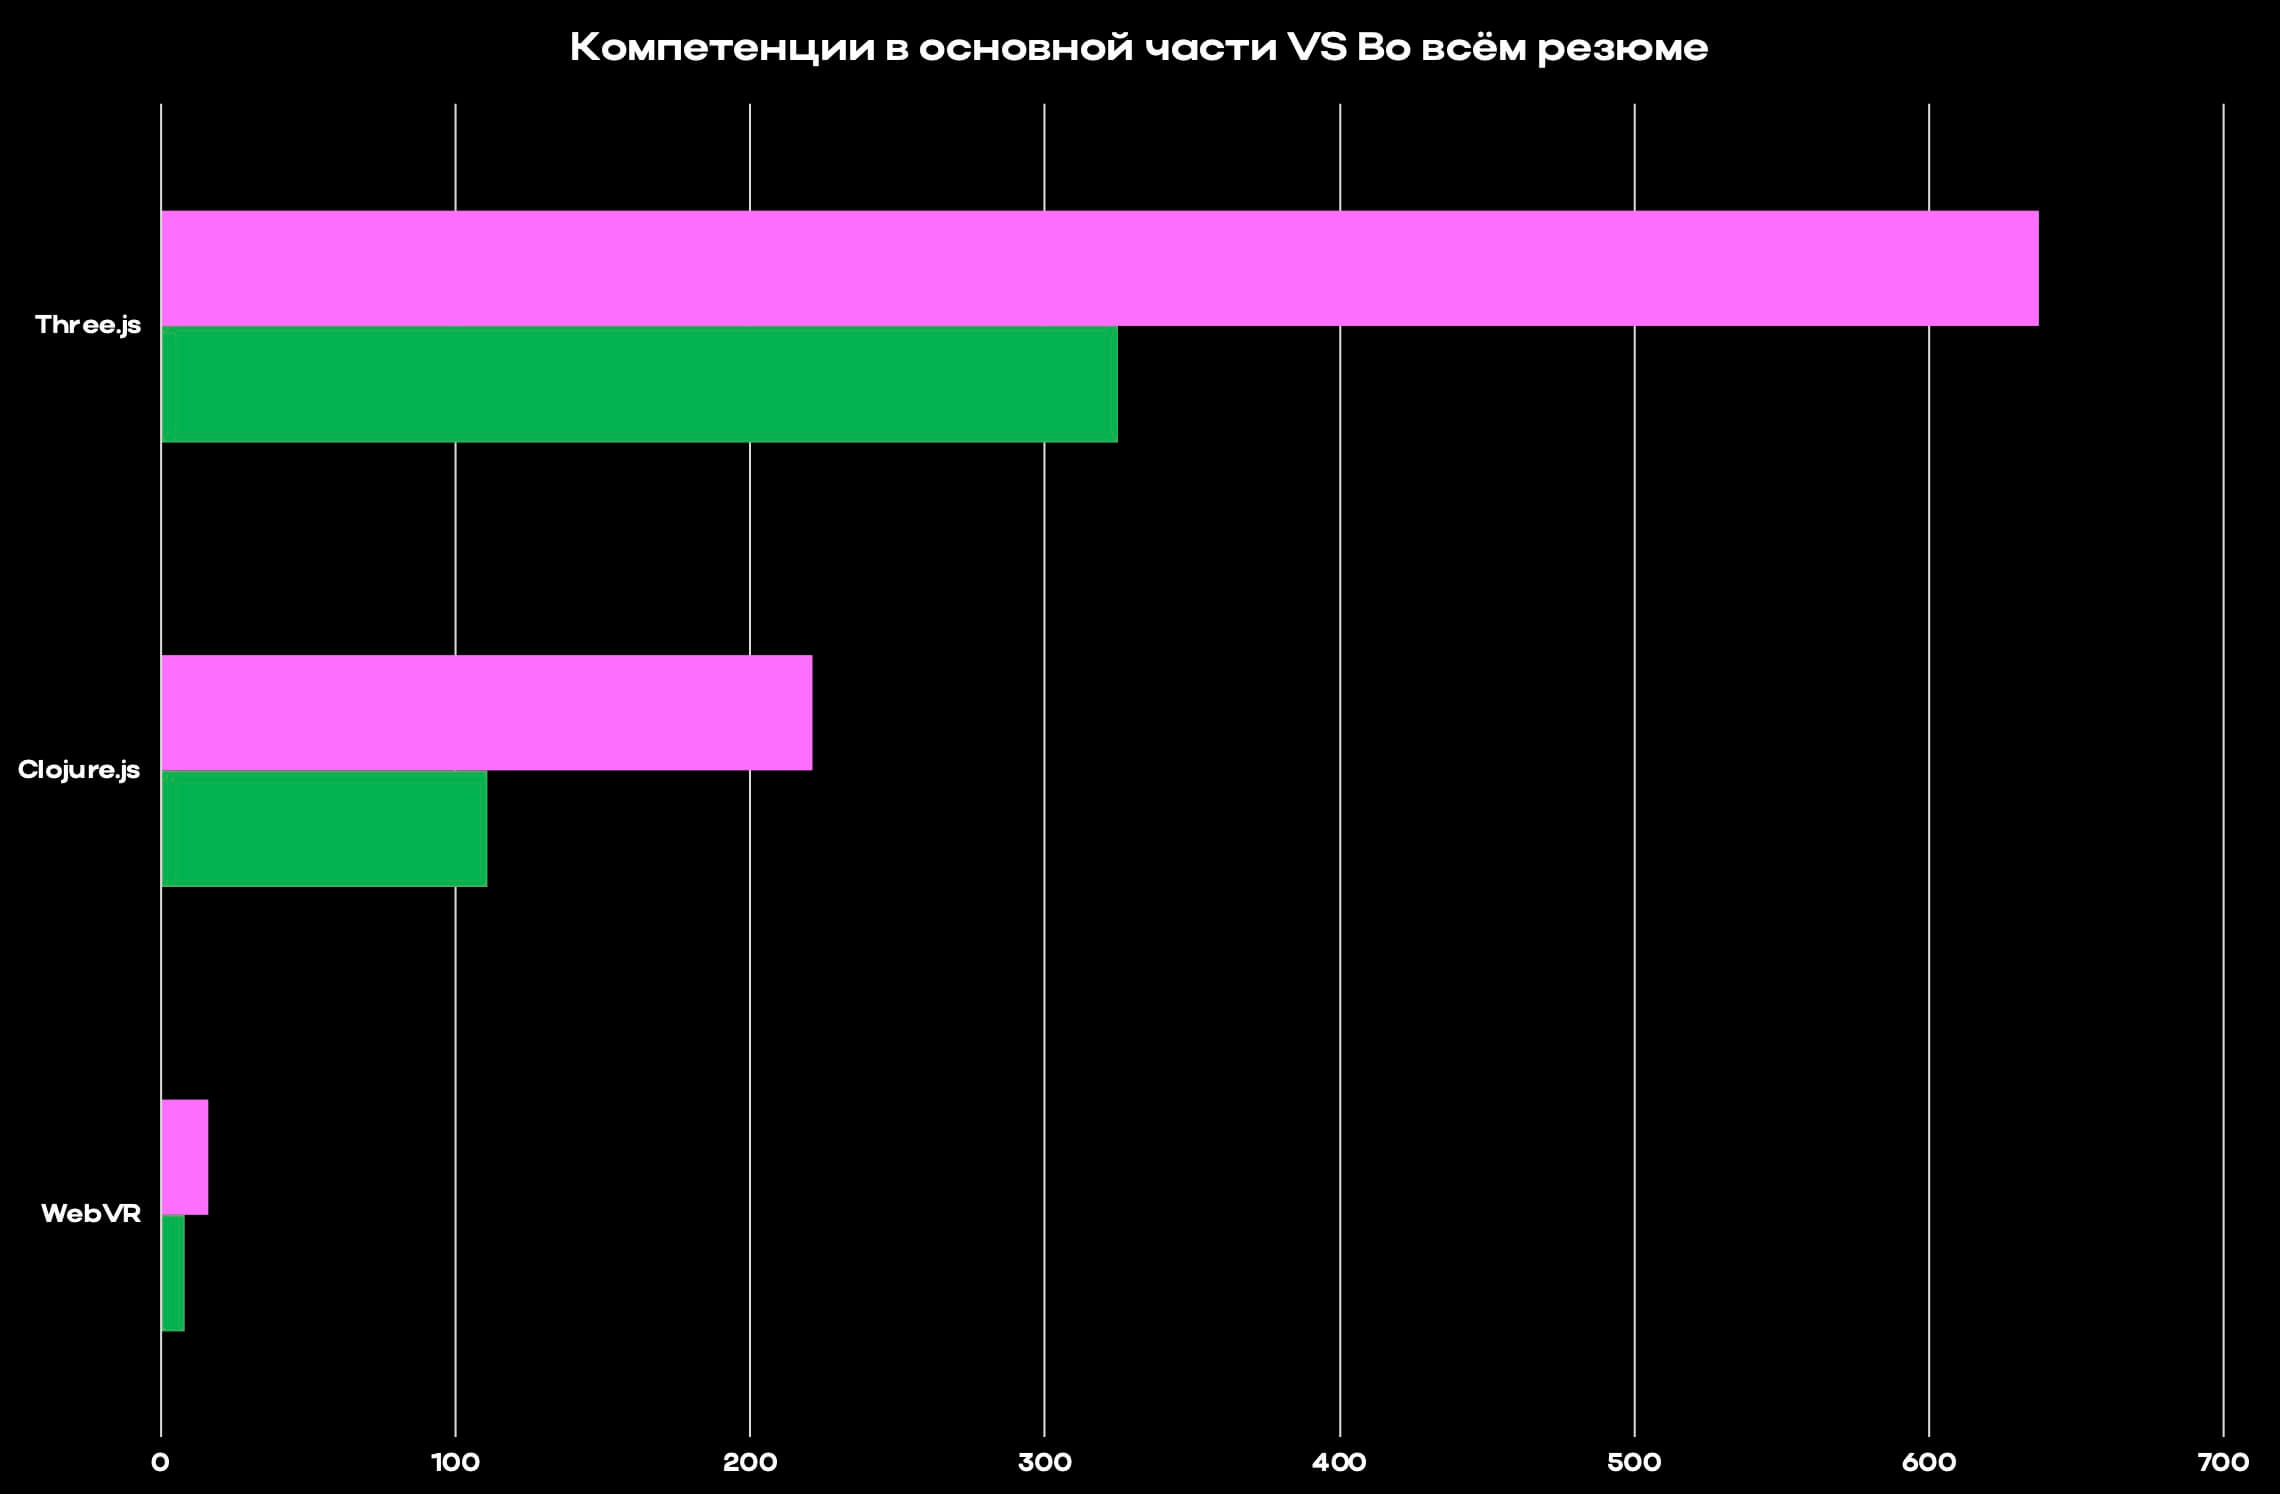 Компетенции в основной части VS Во всём резюме
Three.js
Clojure.js
WebVR
0 100 200 300 400 500 600 700